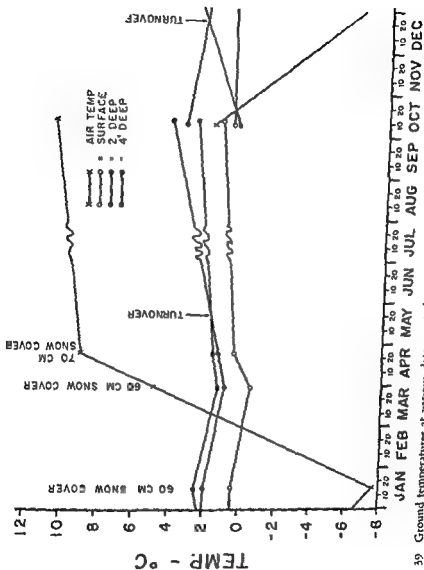 TEMP - °C
12
10
8
6
4
2
0
-2
-4
-6
-8
AIR TEMP
SURFACE
2' DEEP
4' DEEP
TURNOVER
TURNOVER
60 CM SNOW COVER
60 CM SNOW COVER
70 CM
SNOW COVER
10 20 10 20 10 20 10 20 10 20 10 20 10 20 10 20 10 20 10 20 10 20 10 20
JAN FEB MAR APR MAY JUN JUL AUG SEP OCT NOV DEC
39 Ground temperatures at